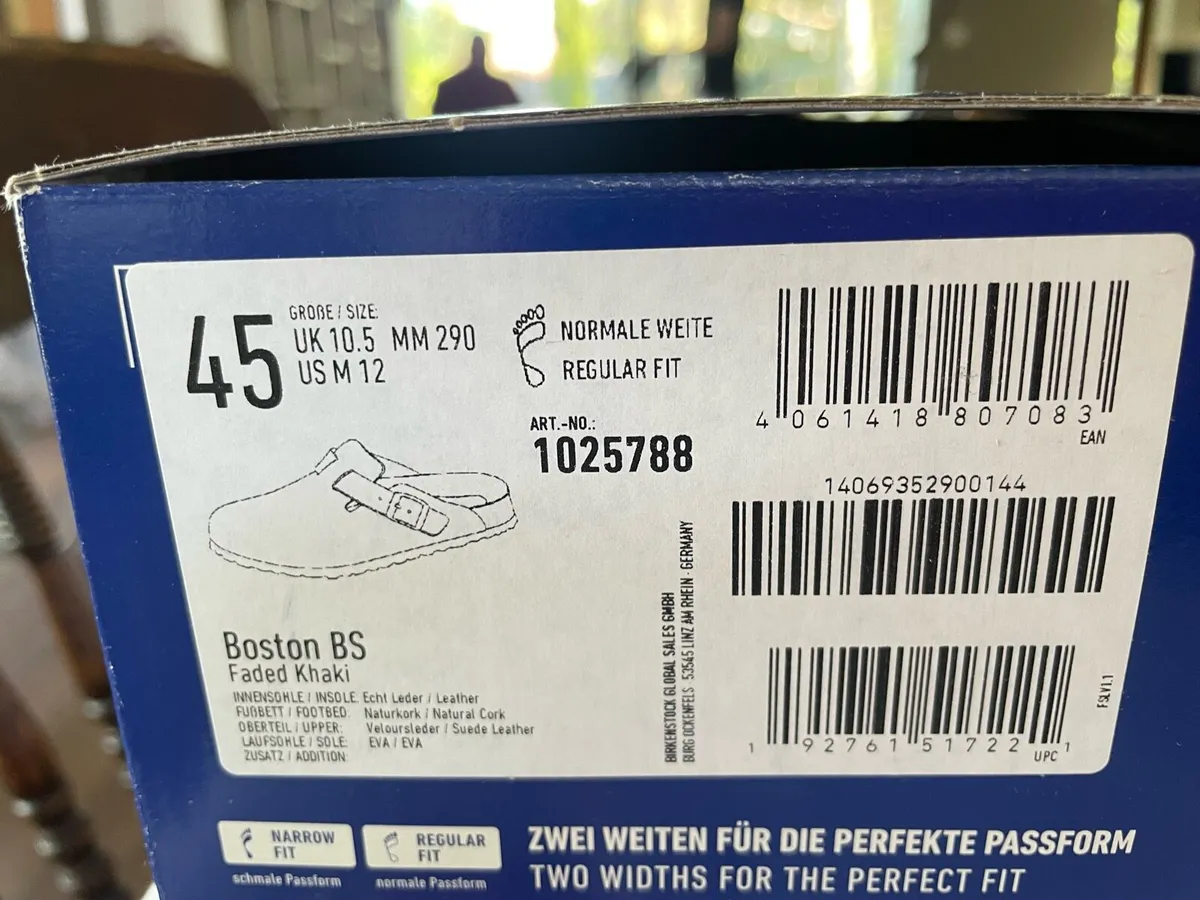 45
GRÖßE / SIZE:
UK 10.5 MM 290
US M 12
NORMALE WEITE
REGULAR FIT
ART.-NO.:
1025788
4 061418 807083
EAN
14069352900144
1 92761 51722 1
UPC
FSLV1.1
BIRKENSTOCK GLOBAL SALES GMBH
BURG OCKENFELS · 53545 LINZ AM RHEIN · GERMANY
Boston BS
Faded Khaki
INNENSOHLE / INSOLE: Echt Leder / Leather
FUßBETT / FOOTBED: Naturkork / Natural Cork
OBERTEIL / UPPER: Veloursleder / Suede Leather
LAUFSOHLE / SOLE: EVA / EVA
ZUSATZ / ADDITION:
NARROW
FIT
schmale Passform
REGULAR
FIT
normale Passform
ZWEI WEITEN FÜR DIE PERFEKTE PASSFORM
TWO WIDTHS FOR THE PERFECT FIT